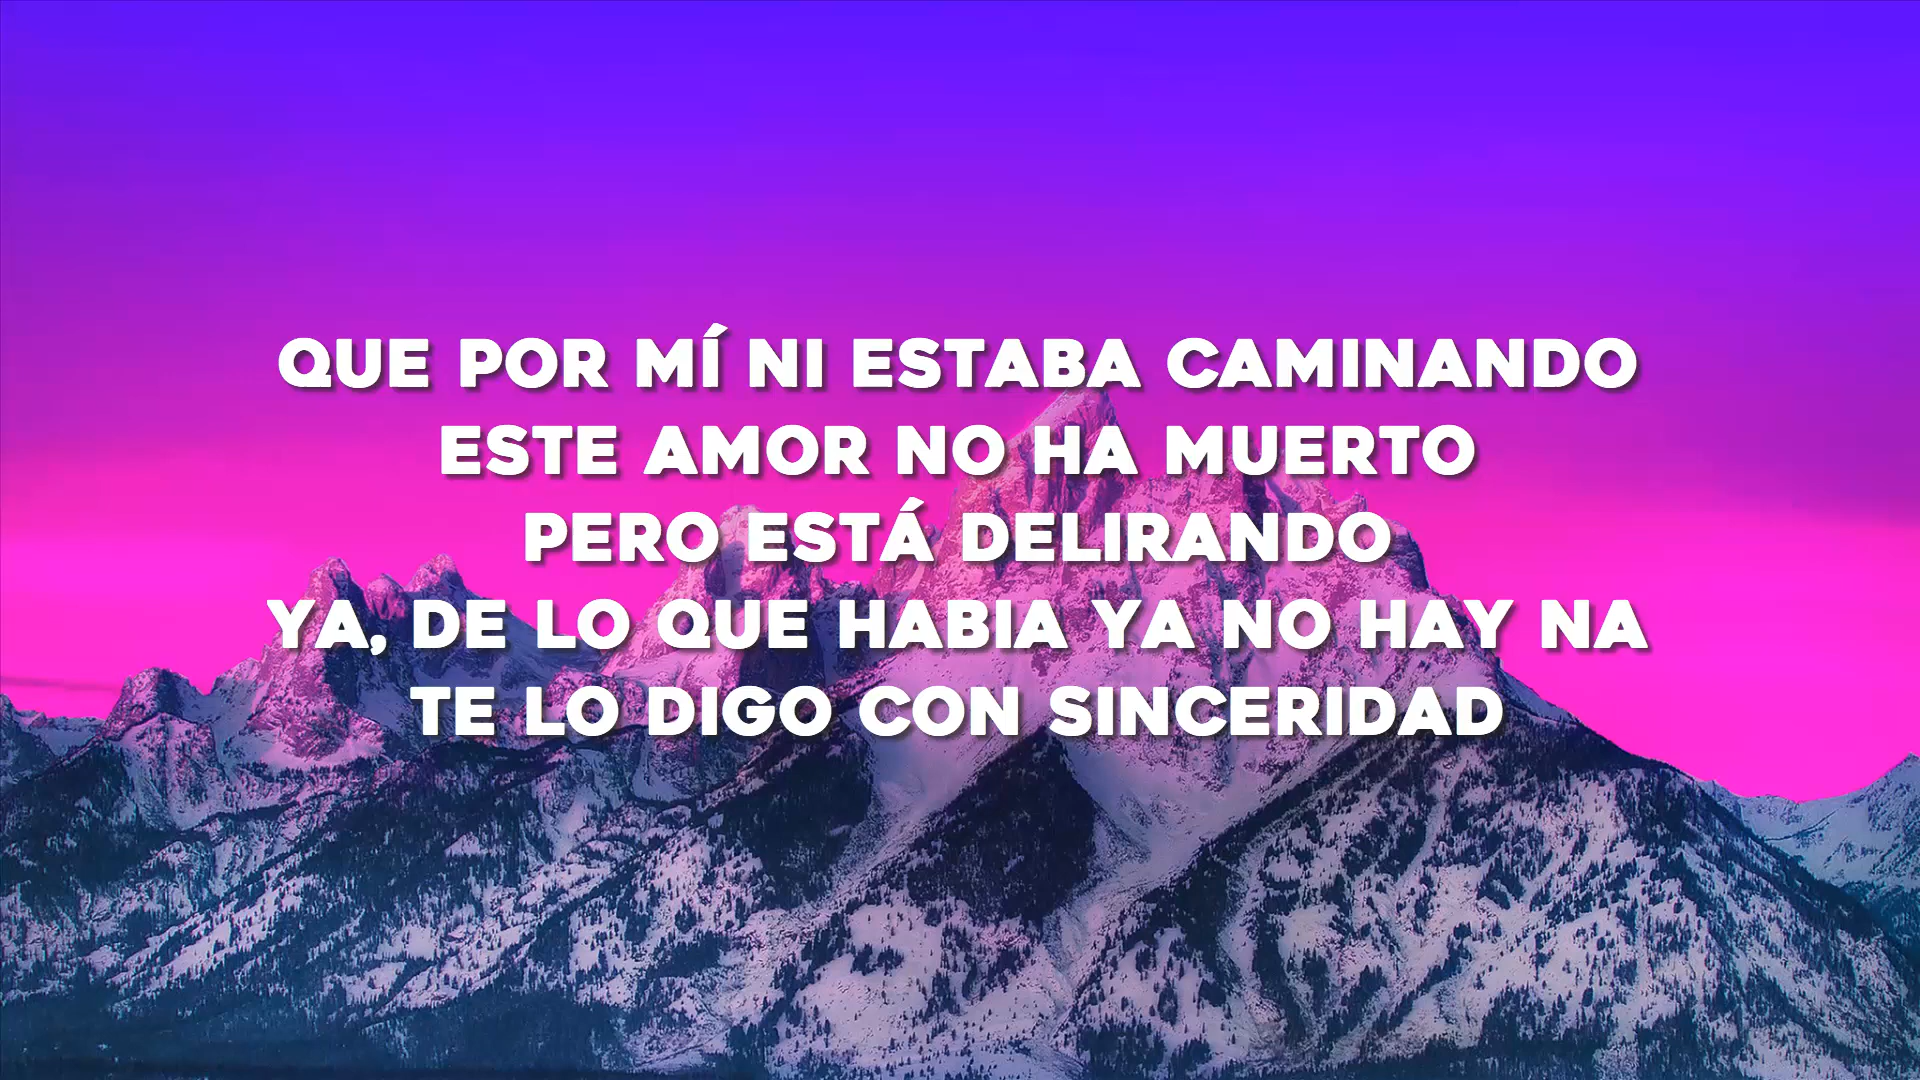 QUE POR MÍ NI ESTABA CAMINANDO
ESTE AMOR NO HA MUERTO
PERO ESTÁ DELIRANDO
YA, DE LO QUE HABIA YA NO HAY NA
TE LO DIGO CON SINCERIDAD